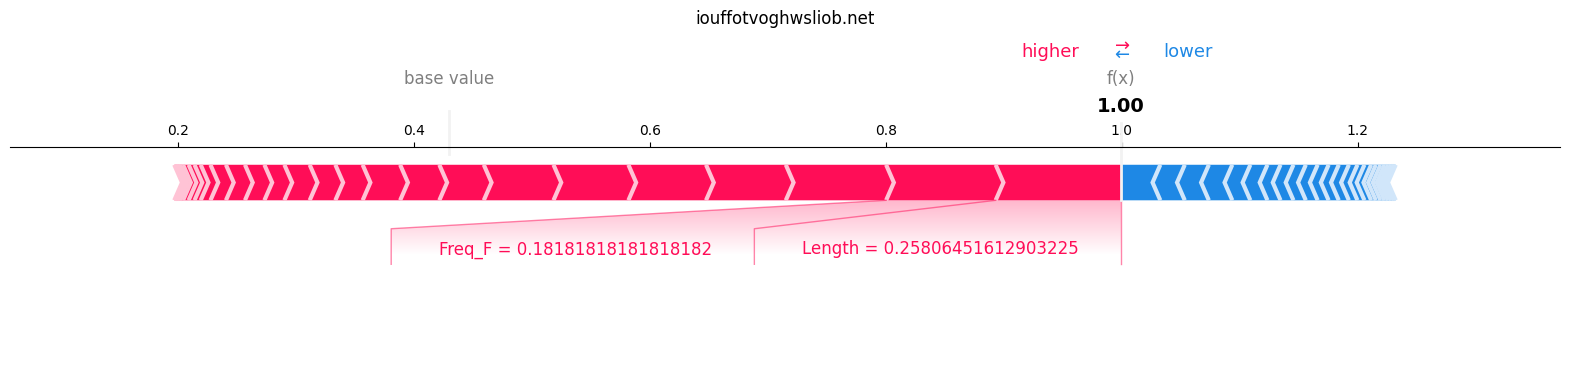 iouffotvoghwsliob.net
higher ⇄ lower
base value f(x)
1.00
0.2 0.4 0.6 0.8 1.0 1.2
Freq_F = 0.18181818181818182 Length = 0.25806451612903225